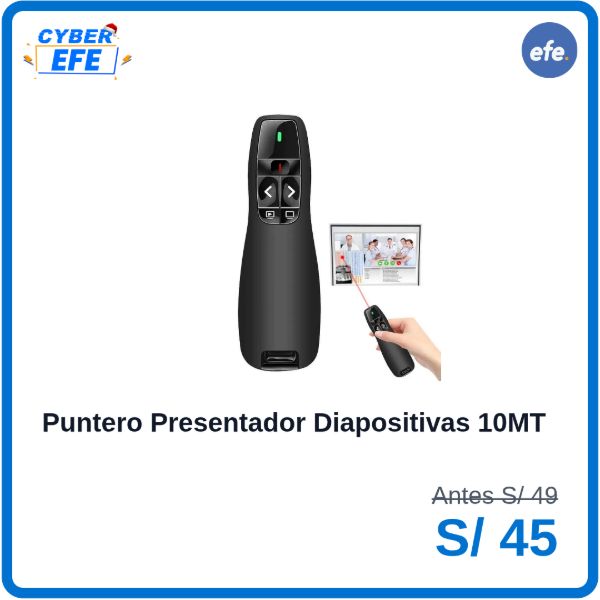 CYBER
EFE
efe.
Puntero Presentador Diapositivas 10MT
Antes S/ 49
S/ 45